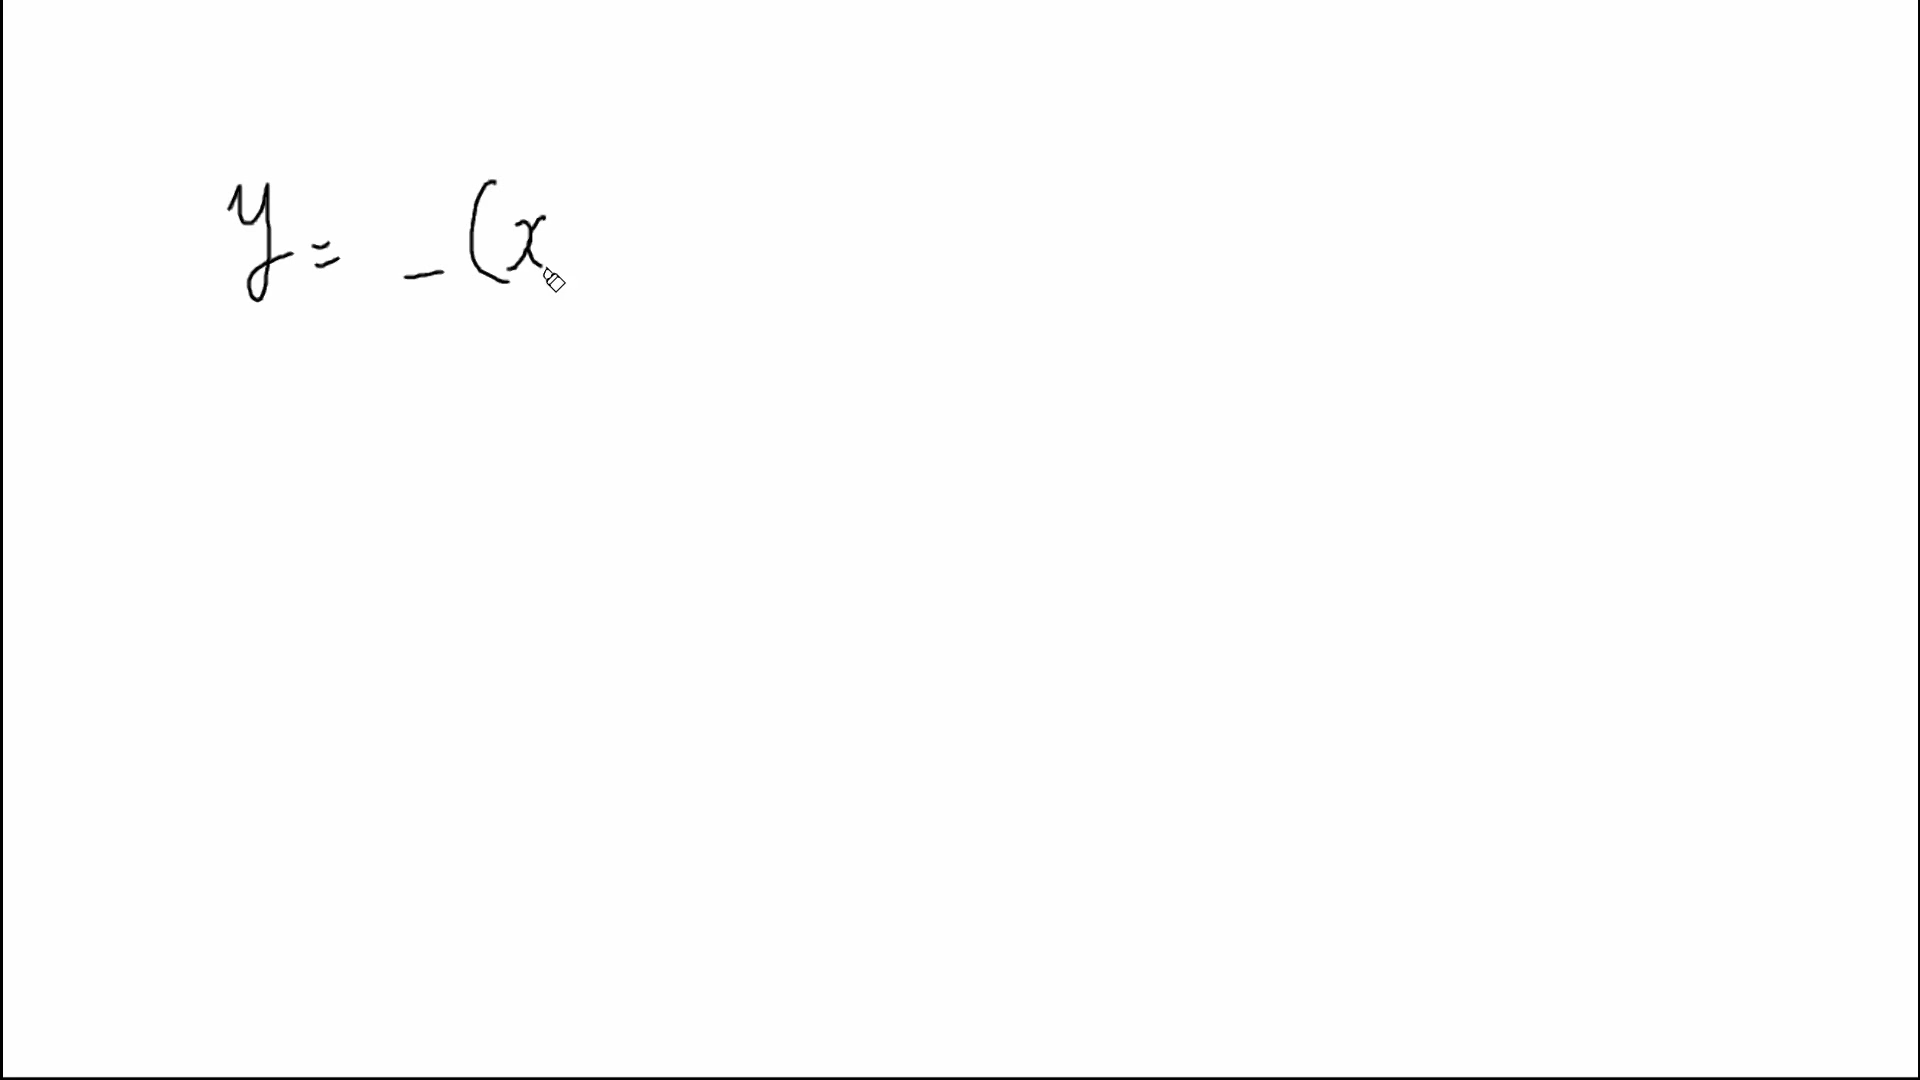 y = -(x